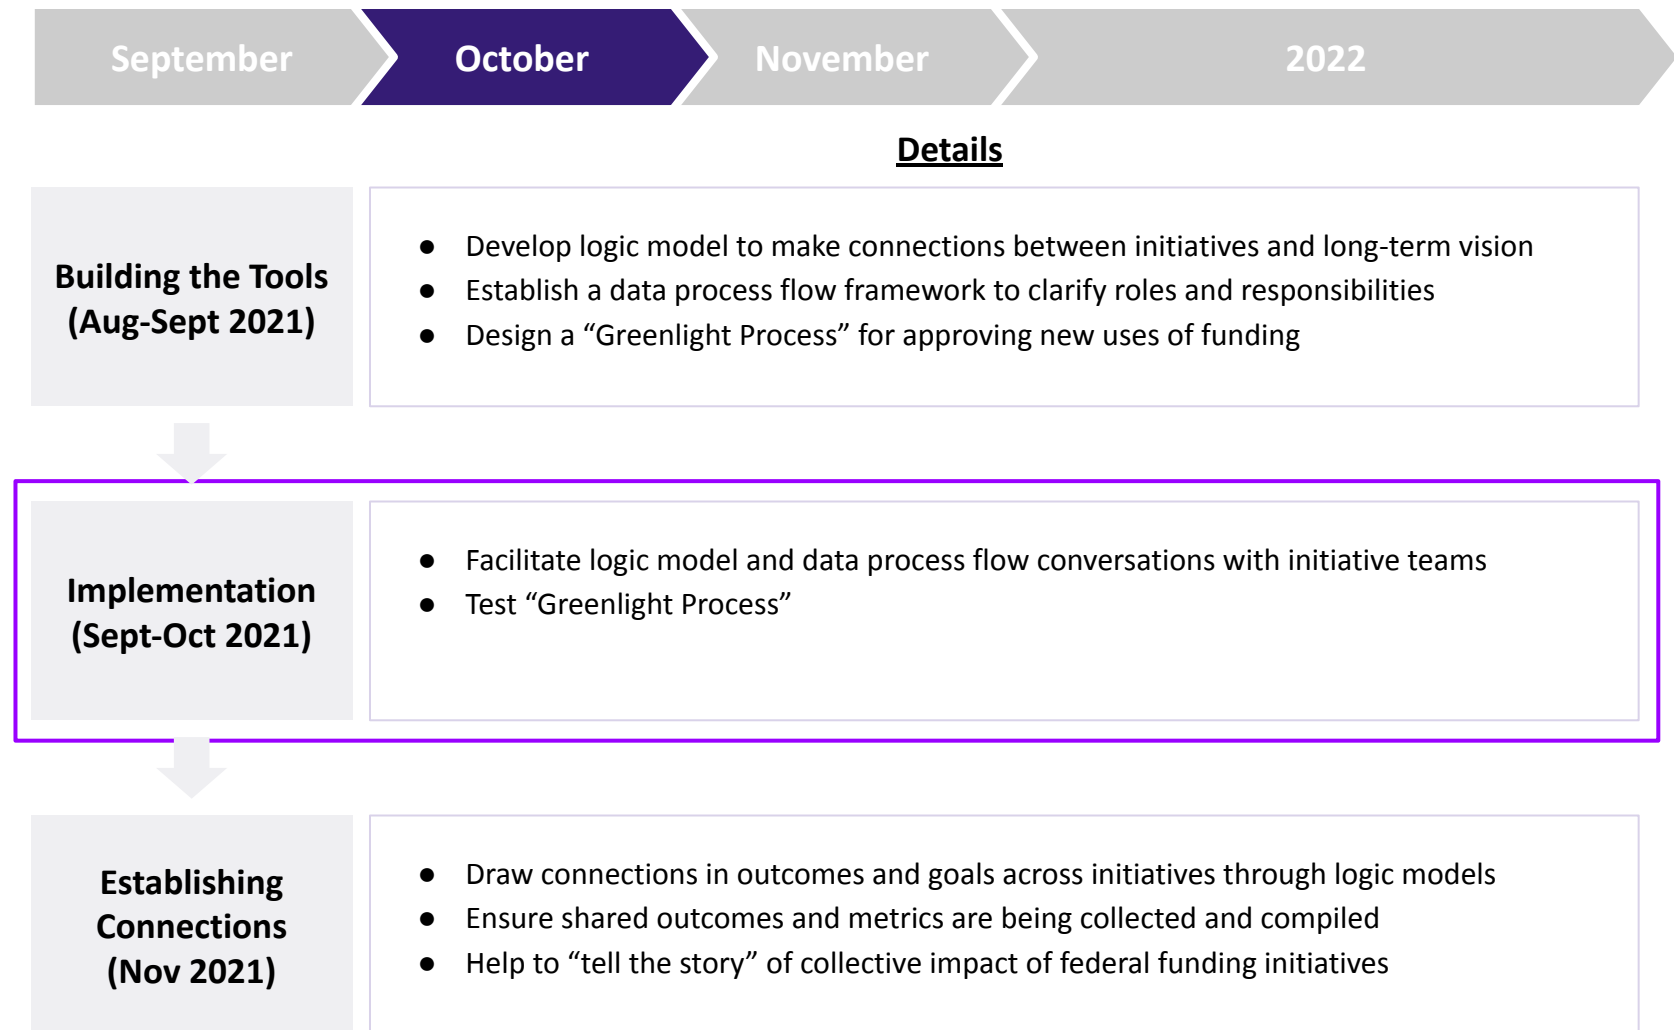 September
October
November
2022
Details
Building the Tools
(Aug-Sept 2021)
● Develop logic model to make connections between initiatives and long-term vision
● Establish a data process flow framework to clarify roles and responsibilities
● Design a “Greenlight Process” for approving new uses of funding
Implementation
(Sept-Oct 2021)
● Facilitate logic model and data process flow conversations with initiative teams
● Test “Greenlight Process”
Establishing
Connections
(Nov 2021)
● Draw connections in outcomes and goals across initiatives through logic models
● Ensure shared outcomes and metrics are being collected and compiled
● Help to “tell the story” of collective impact of federal funding initiatives